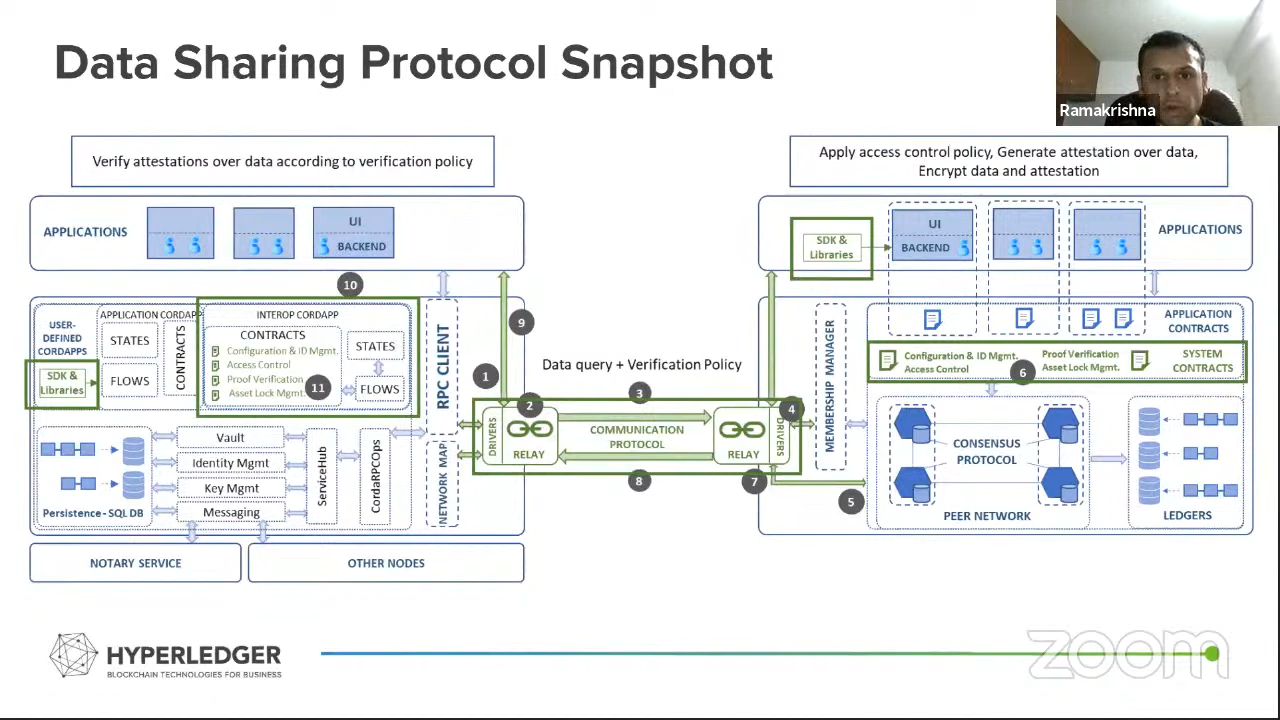 Data Sharing Protocol Snapshot
Ramakrishna
Verify attestations over data according to verification policy
Apply access control policy, Generate attestation over data,
Encrypt data and attestation
APPLICATIONS
UI
BACKEND
SDK &
Libraries
UI
BACKEND
APPLICATIONS
10
9
1
USER-
DEFINED
CORDAPPS
SDK &
Libraries
APPLICATION CORDAPP
STATES
FLOWS
CONTRACTS
INTEROP CORDAPP
CONTRACTS
Configuration & ID Mgmt.
Access Control
Proof Verification
Asset Lock Mgmt.
11
STATES
FLOWS
RPC CLIENT
NETWORK MAP
Vault
Identity Mgmt
Key Mgmt
Messaging
ServiceHub
CordaRPCOps
Persistence - SQL DB
NOTARY SERVICE
OTHER NODES
Data query + Verification Policy
3
2
DRIVERS
RELAY
COMMUNICATION
PROTOCOL
4
DRIVERS
RELAY
8
7
5
MEMBERSHIP MANAGER
APPLICATION
CONTRACTS
Configuration & ID Mgmt.
Access Control
6
Proof Verification
Asset Lock Mgmt.
SYSTEM
CONTRACTS
CONSENSUS
PROTOCOL
PEER NETWORK
LEDGERS
HYPERLEDGER
BLOCKCHAIN TECHNOLOGIES FOR BUSINESS
zoom